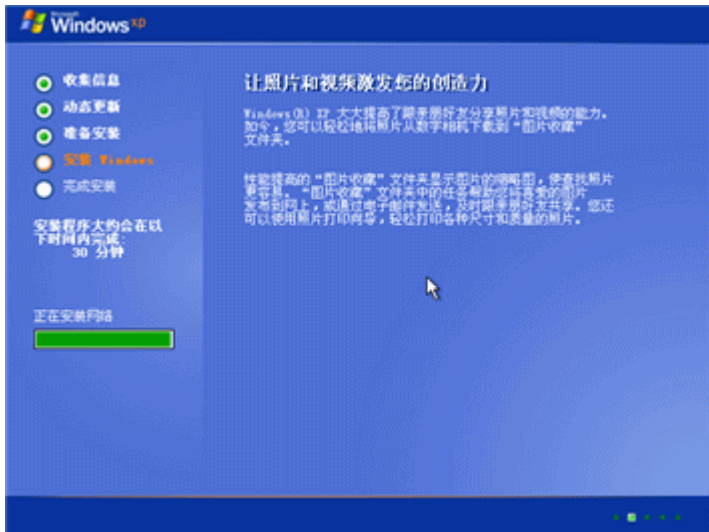 Microsoft
Windows xp
收集信息
动态更新
准备安装
安装 Windows
完成安装
安装程序大约会在以
下时间内完成:
30 分钟
正在安装网络
让照片和视频激发您的创造力
Windows(R) XP 大大提高了跟亲朋好友分享照片和视频的能力。
如今，您可以轻松地将照片从数字相机下载到“图片收藏”
文件夹。
性能提高的“图片收藏”文件夹显示图片的缩略图，使查找照片
更容易。“图片收藏”文件夹中的任务帮助您将喜爱的图片
发布到网上，或通过电子邮件发送，及时跟亲朋好友共享。您还
可以使用照片打印向导，轻松打印各种尺寸和质量的照片。